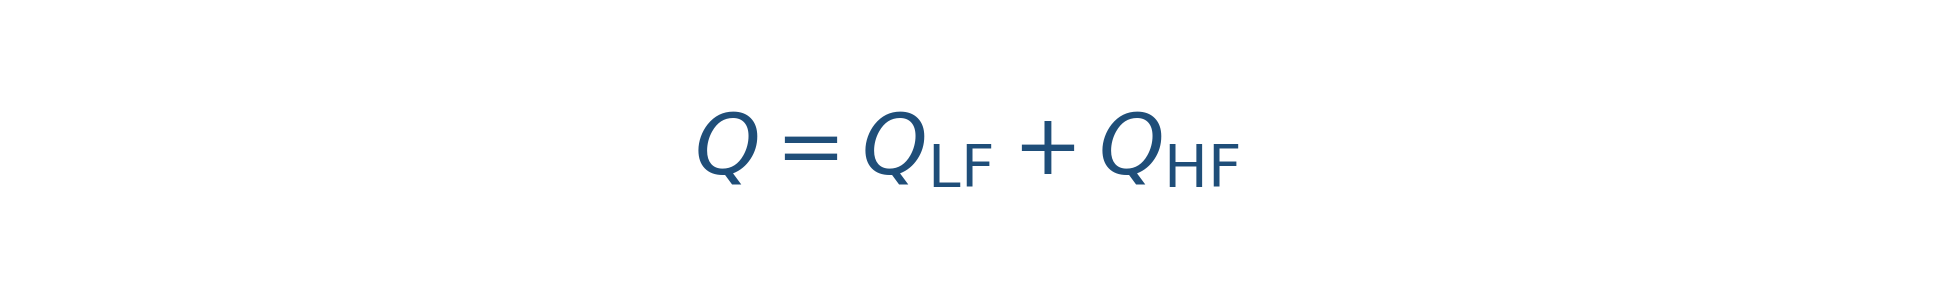 Q = Q_LF + Q_HF